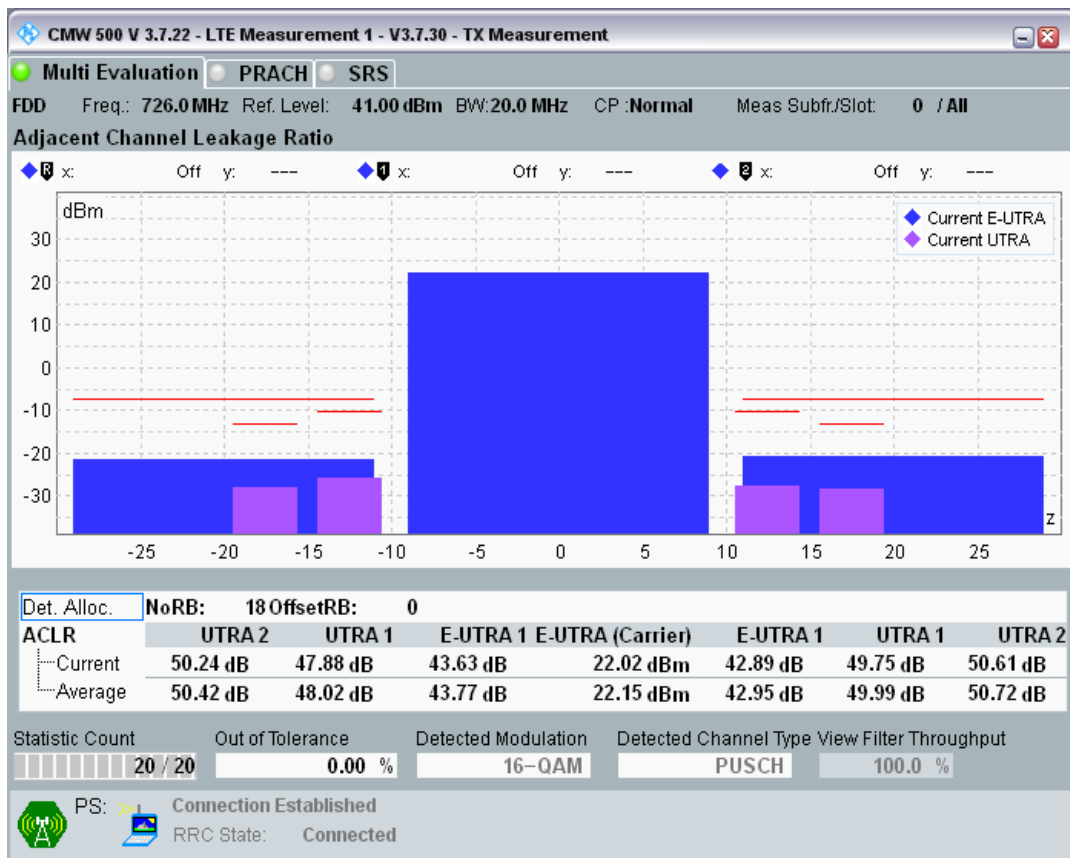 CMW 500 V 3.7.22 - LTE Measurement 1 - V3.7.30 - TX Measurement
Multi Evaluation PRACH SRS
FDD Freq.: 726.0 MHz Ref. Level: 41.00 dBm BW:20.0 MHz CP :Normal Meas Subfr./Slot: 0 / All
Adjacent Channel Leakage Ratio
R x: Off y: --- 1 x: Off y: --- 2 x: Off y: ---
dBm
Current E-UTRA
Current UTRA
30
20
10
0
-10
-20
-30
z
-25 -20 -15 -10 -5 0 5 10 15 20 25
Det. Alloc. NoRB: 18 OffsetRB: 0
ACLR UTRA 2 UTRA 1 E-UTRA 1 E-UTRA (Carrier) E-UTRA 1 UTRA 1 UTRA 2
Current 50.24 dB 47.88 dB 43.63 dB 22.02 dBm 42.89 dB 49.75 dB 50.61 dB
Average 50.42 dB 48.02 dB 43.77 dB 22.15 dBm 42.95 dB 49.99 dB 50.72 dB
Statistic Count Out of Tolerance Detected Modulation Detected Channel Type View Filter Throughput
20 / 20 0.00 % 16-QAM PUSCH 100.0 %
PS: Connection Established
RRC State: Connected